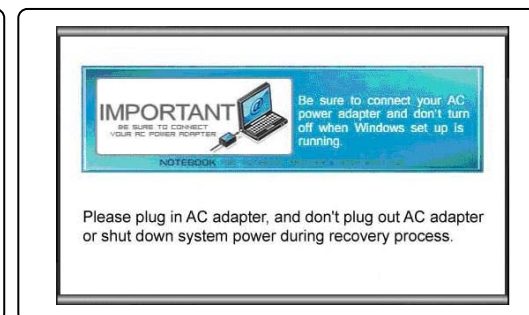 IMPORTANT
BE SURE TO CONNECT
YOUR AC POWER ADAPTER
Be sure to connect your AC
power adapter and don't turn
off when Windows set up is
running.
NOTEBOOK
Please plug in AC adapter, and don't plug out AC adapter
or shut down system power during recovery process.